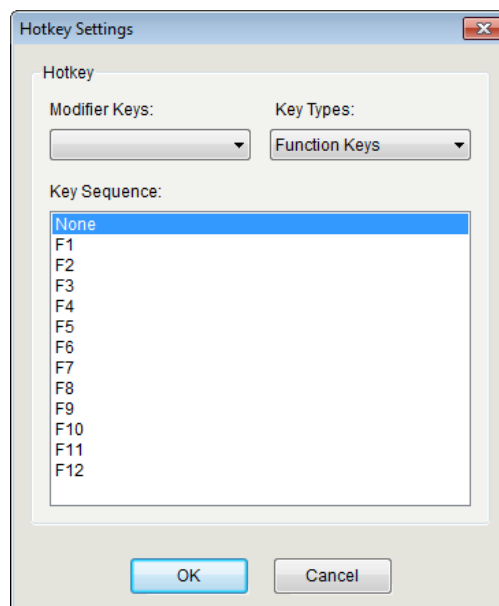 Hotkey Settings
Hotkey
Modifier Keys: Key Types:
Function Keys
Key Sequence:
None
F1
F2
F3
F4
F5
F6
F7
F8
F9
F10
F11
F12
OK Cancel